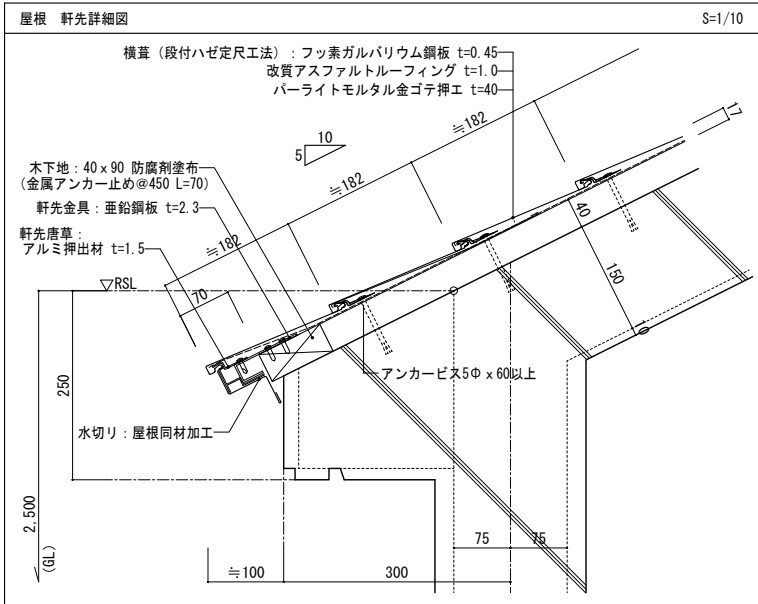 屋根 軒先詳細図
S=1/10
横葺（段付ハゼ定尺工法）：フッ素ガルバリウム鋼板 t=0.45
改質アスファルトルーフィング t=1.0
パーライトモルタル金ゴテ押エ t=40
≒182
17
10
5
木下地：40x90 防腐剤塗布
(金属アンカー止め@450 L=70)
≒182
軒先金具：亜鉛鋼板 t=2.3
軒先唐草：
アルミ押出材 t=1.5
≒182
40
150
▽RSL
70
アンカービス5Φx60以上
250
水切リ：屋根同材加工
2.500
(GL)
75
75
≒100
300